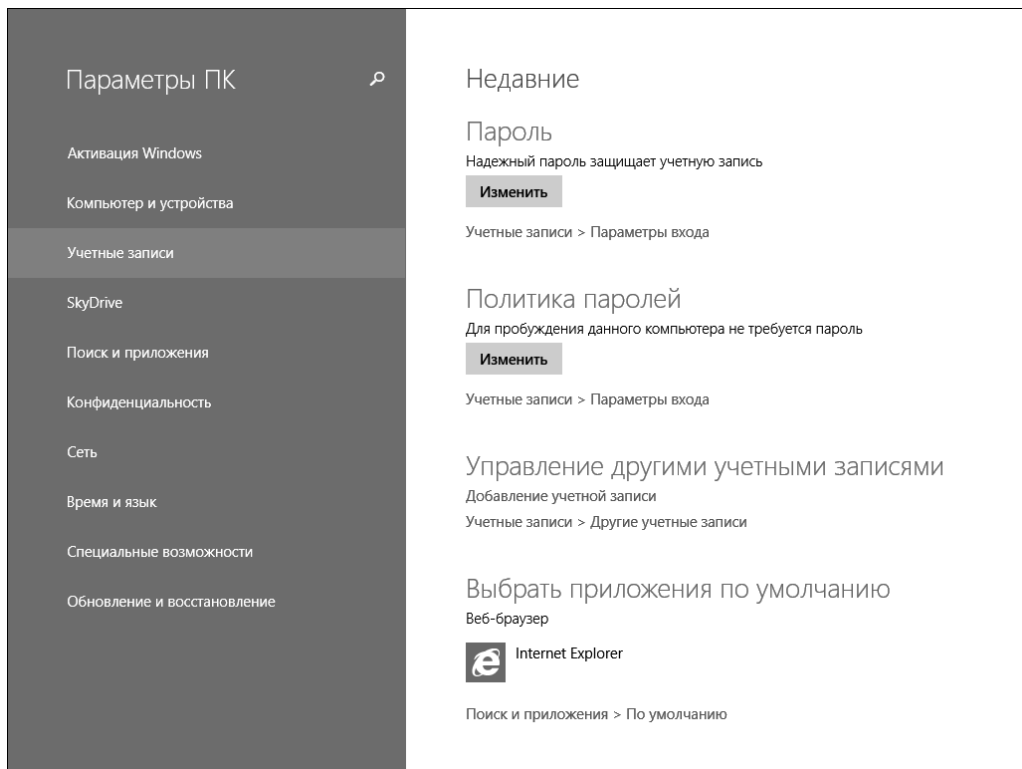 Параметры ПК
Активация Windows
Компьютер и устройства
Учетные записи
SkyDrive
Поиск и приложения
Конфиденциальность
Сеть
Время и язык
Специальные возможности
Обновление и восстановление
Недавние
Пароль
Надежный пароль защищает учетную запись
Изменить
Учетные записи > Параметры входа
Политика паролей
Для пробуждения данного компьютера не требуется пароль
Изменить
Учетные записи > Параметры входа
Управление другими учетными записями
Добавление учетной записи
Учетные записи > Другие учетные записи
Выбрать приложения по умолчанию
Веб-браузер
Internet Explorer
Поиск и приложения > По умолчанию